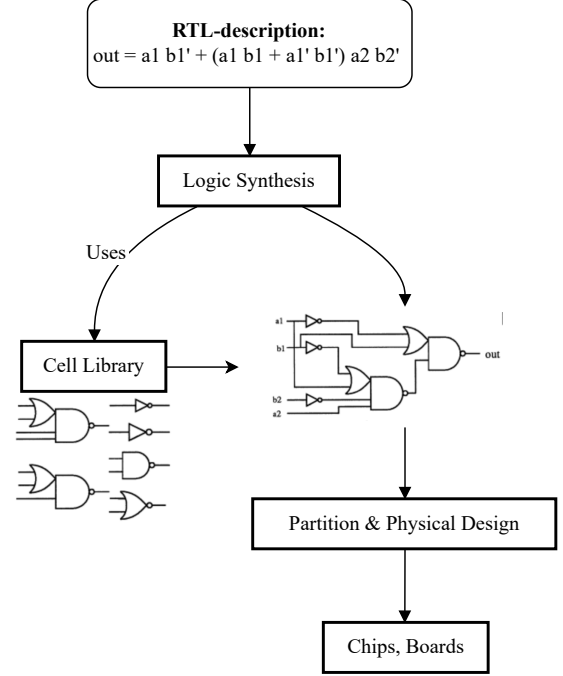 RTL-description:
out = a1 b1' + (a1 b1 + a1' b1') a2 b2'
Logic Synthesis
Uses
Cell Library
a1
b1
out
b2
a2
Partition & Physical Design
Chips, Boards